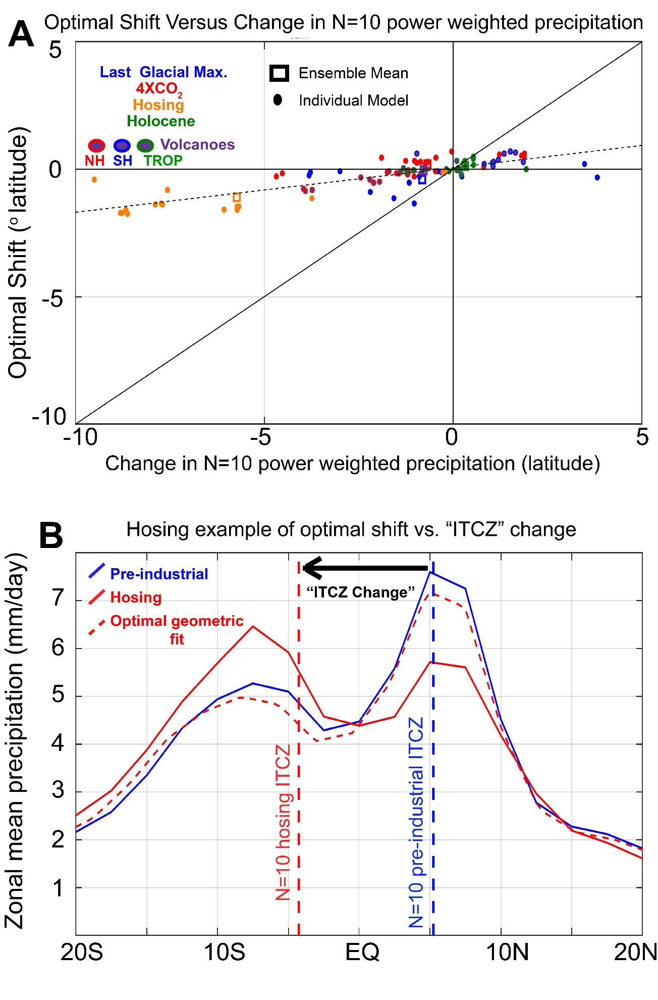 A
Optimal Shift Versus Change in N=10 power weighted precipitation
5
Last Glacial Max.
4XCO2
Hosing
Holocene
Volcanoes
NH SH TROP
Ensemble Mean
Individual Model
0
-5
-10
Optimal Shift (º latitude)
-10 -5 0 5
Change in N=10 power weighted precipitation (latitude)
B
Hosing example of optimal shift vs. “ITCZ” change
Pre-industrial
Hosing
Optimal geometric
fit
“ITCZ Change”
7
6
5
4
3
2
1
Zonal mean precipitation (mm/day)
N=10 hosing ITCZ
N=10 pre-industrial ITCZ
20S 10S EQ 10N 20N